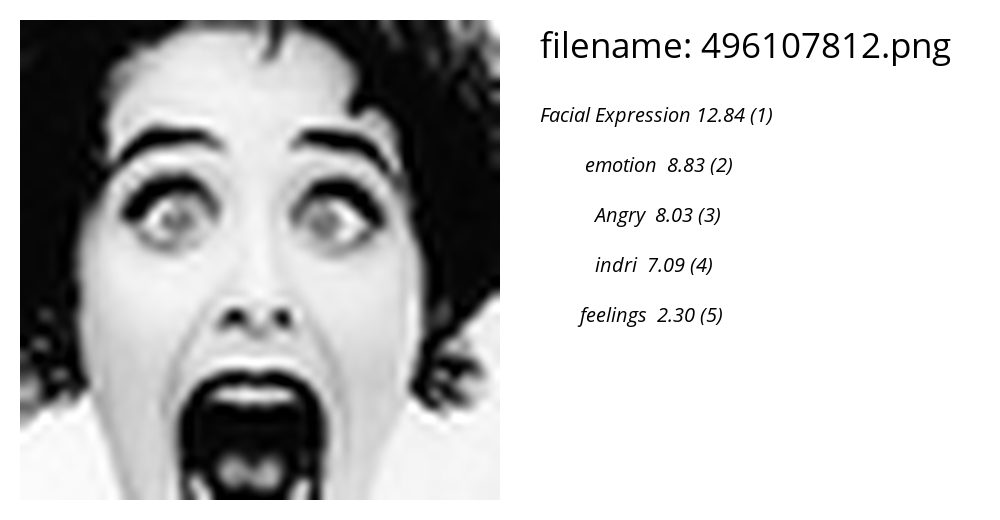 filename: 496107812.png
Facial Expression 12.84 (1)
emotion 8.83 (2)
Angry 8.03 (3)
indri 7.09 (4)
feelings 2.30 (5)